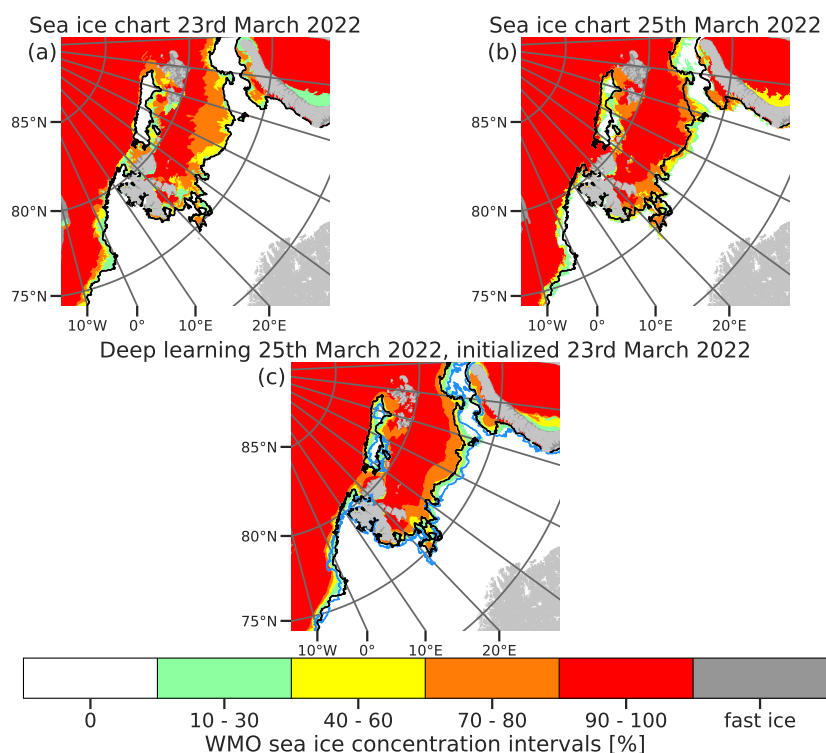 Sea ice chart 23rd March 2022
(a)
85°N
80°N
75°N
10°W 0° 10°E 20°E
Sea ice chart 25th March 2022
(b)
85°N
80°N
75°N
10°W 0° 10°E 20°E
Deep learning 25th March 2022, initialized 23rd March 2022
(c)
85°N
80°N
75°N
10°W 0° 10°E 20°E
0 10 - 30 40 - 60 70 - 80 90 - 100 fast ice
WMO sea ice concentration intervals [%]